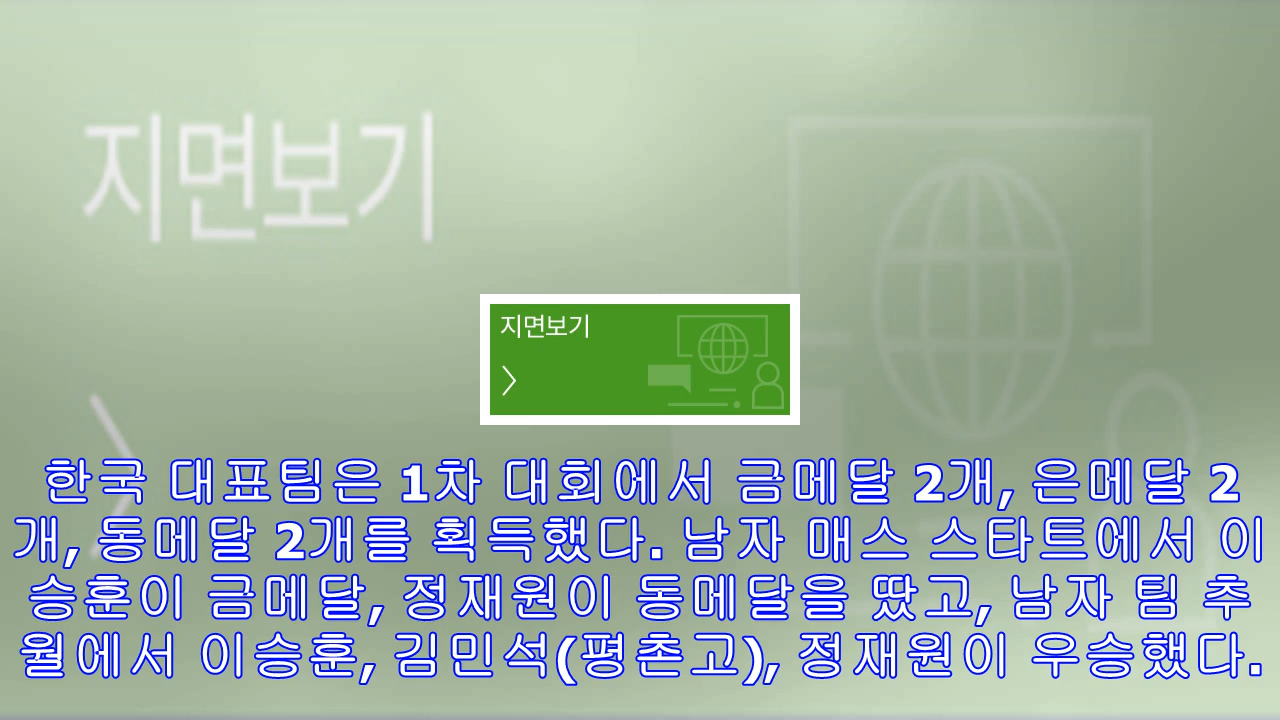 지면보기
지면보기
한국 대표팀은 1차 대회에서 금메달 2개, 은메달 2
개, 동메달 2개를 획득했다. 남자 매스 스타트에서 이
승훈이 금메달, 정재원이 동메달을 땄고, 남자 팀 추
월에서 이승훈, 김민석(평촌고), 정재원이 우승했다.